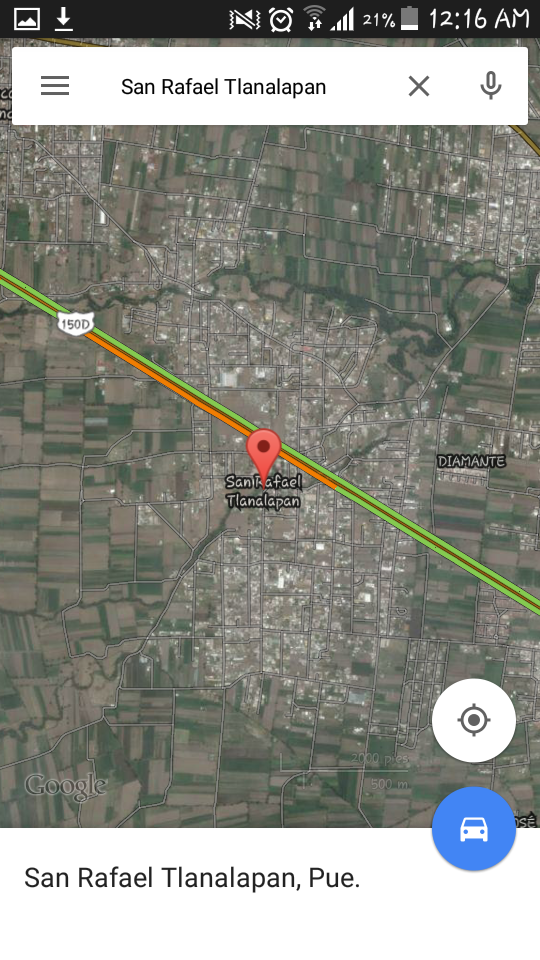 21% 12:16 AM
San Rafael Tlanalapan
150D
DIAMANTE
San Rafael
Tlanalapan
2000 pies
500 m
Google
San Rafael Tlanalapan, Pue.